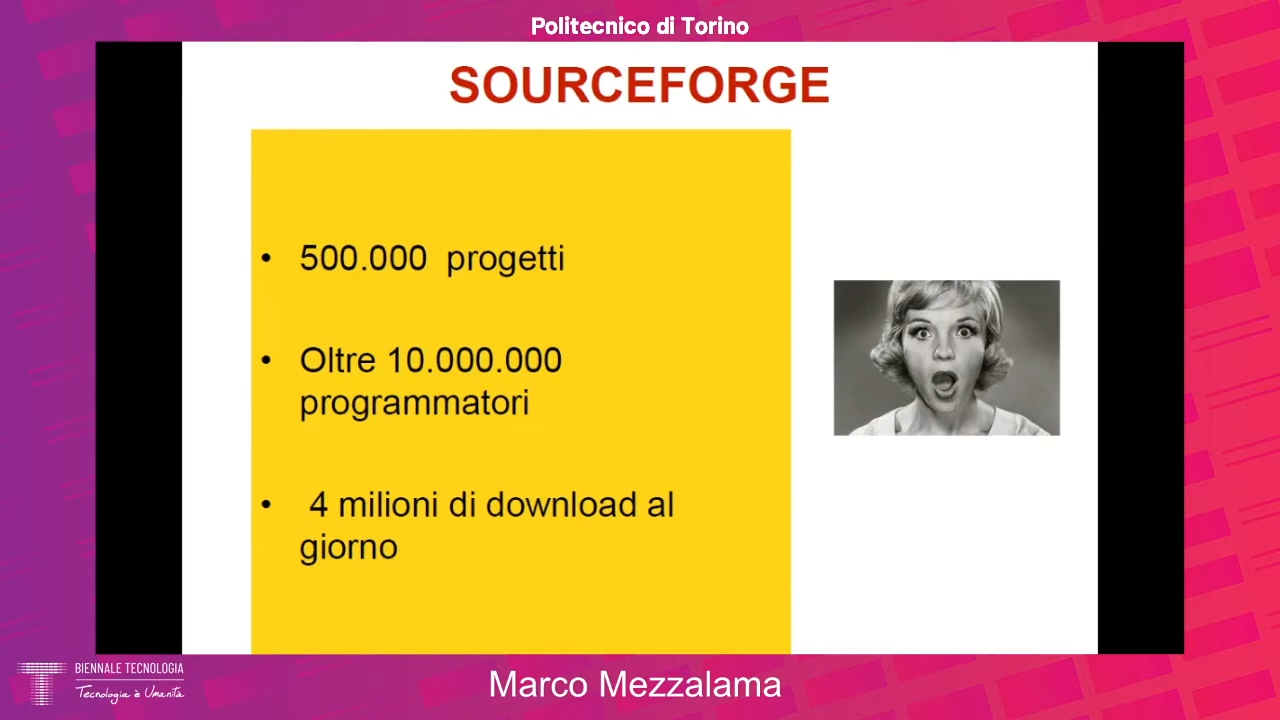 Politecnico di Torino
SOURCEFORGE
• 500.000 progetti
• Oltre 10.000.000
programmatori
• 4 milioni di download al
giorno
BIENNALE TECNOLOGIA
Tecnologia è Umanità
Marco Mezzalama